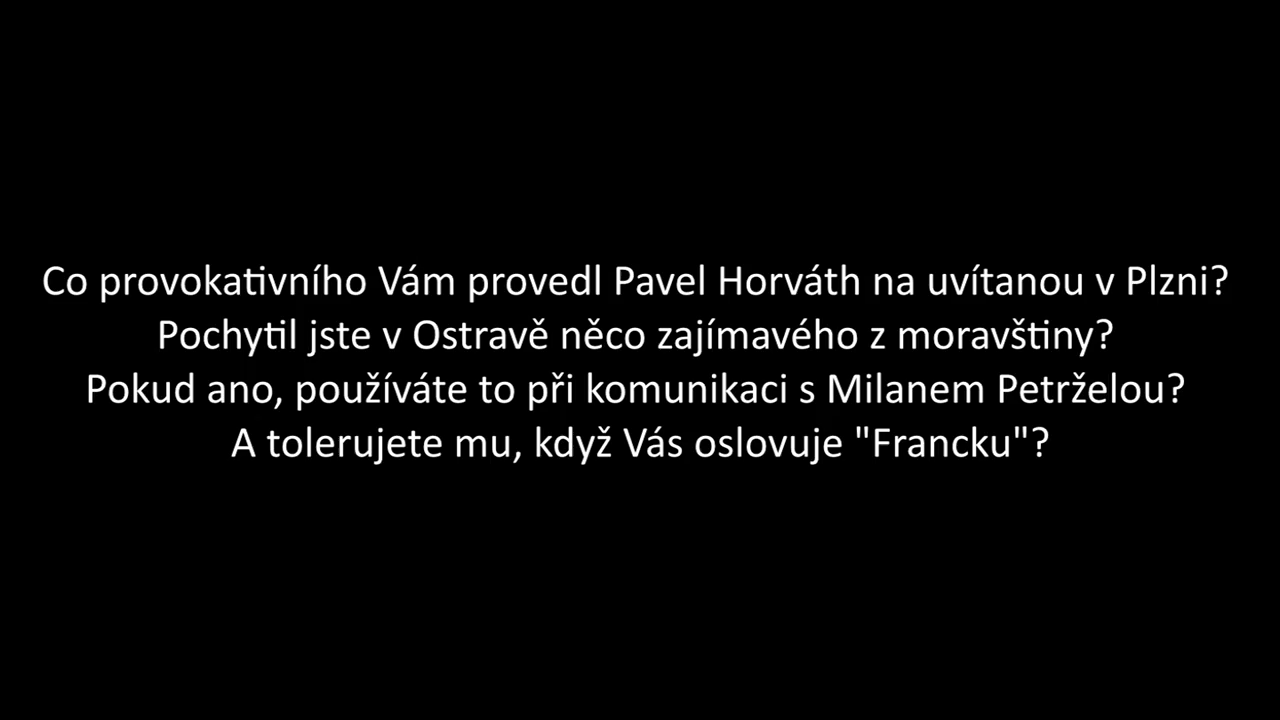 Co provokativního Vám provedl Pavel Horváth na uvítanou v Plzni?
Pochytil jste v Ostravě něco zajímavého z moravštiny?
Pokud ano, používáte to při komunikaci s Milanem Petrželou?
A tolerujete mu, když Vás oslovuje "Francku"?